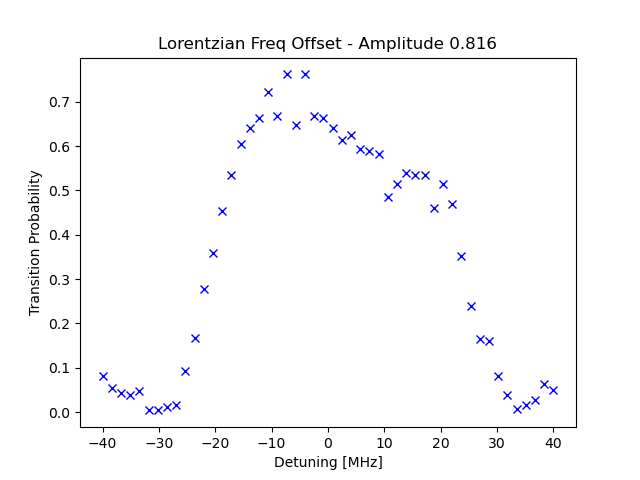 Lorentzian Freq Offset - Amplitude 0.816
Transition Probability
0.7
0.6
0.5
0.4
0.3
0.2
0.1
0.0
−40 −30 −20 −10 0 10 20 30 40
Detuning [MHz]